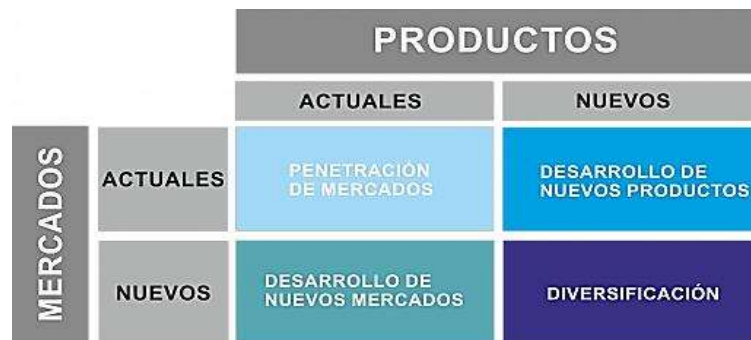 PRODUCTOS
ACTUALES
NUEVOS
MERCADOS
ACTUALES
PENETRACIÓN
DE MERCADOS
DESARROLLO DE
NUEVOS PRODUCTOS
NUEVOS
DESARROLLO DE
NUEVOS MERCADOS
DIVERSIFICACIÓN